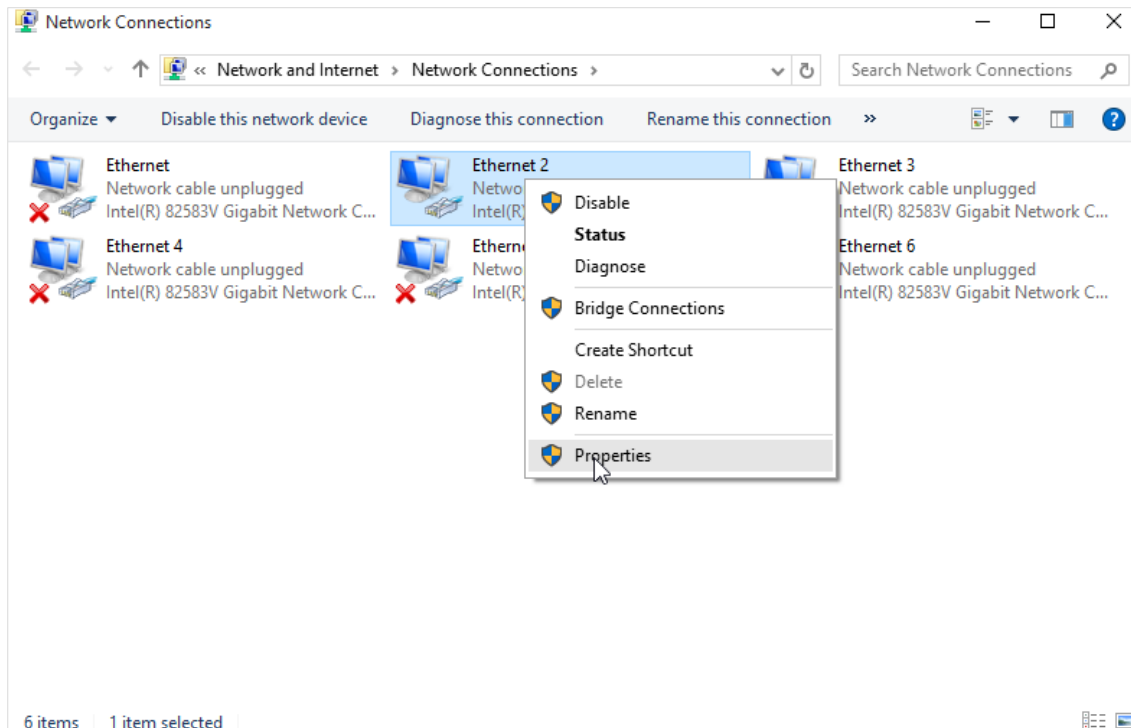 Network Connections
« Network and Internet > Network Connections >
Search Network Connections
Organize
Disable this network device
Diagnose this connection
Rename this connection
»
Ethernet
Network cable unplugged
Intel(R) 82583V Gigabit Network C...
Ethernet 2
Netwo
Intel(R)
Ethernet 3
Network cable unplugged
Intel(R) 82583V Gigabit Network C...
Ethernet 4
Network cable unplugged
Intel(R) 82583V Gigabit Network C...
Ethern
Netwo
Intel(R)
Ethernet 6
Network cable unplugged
Intel(R) 82583V Gigabit Network C...
Disable
Status
Diagnose
Bridge Connections
Create Shortcut
Delete
Rename
Properties
6 items
1 item selected